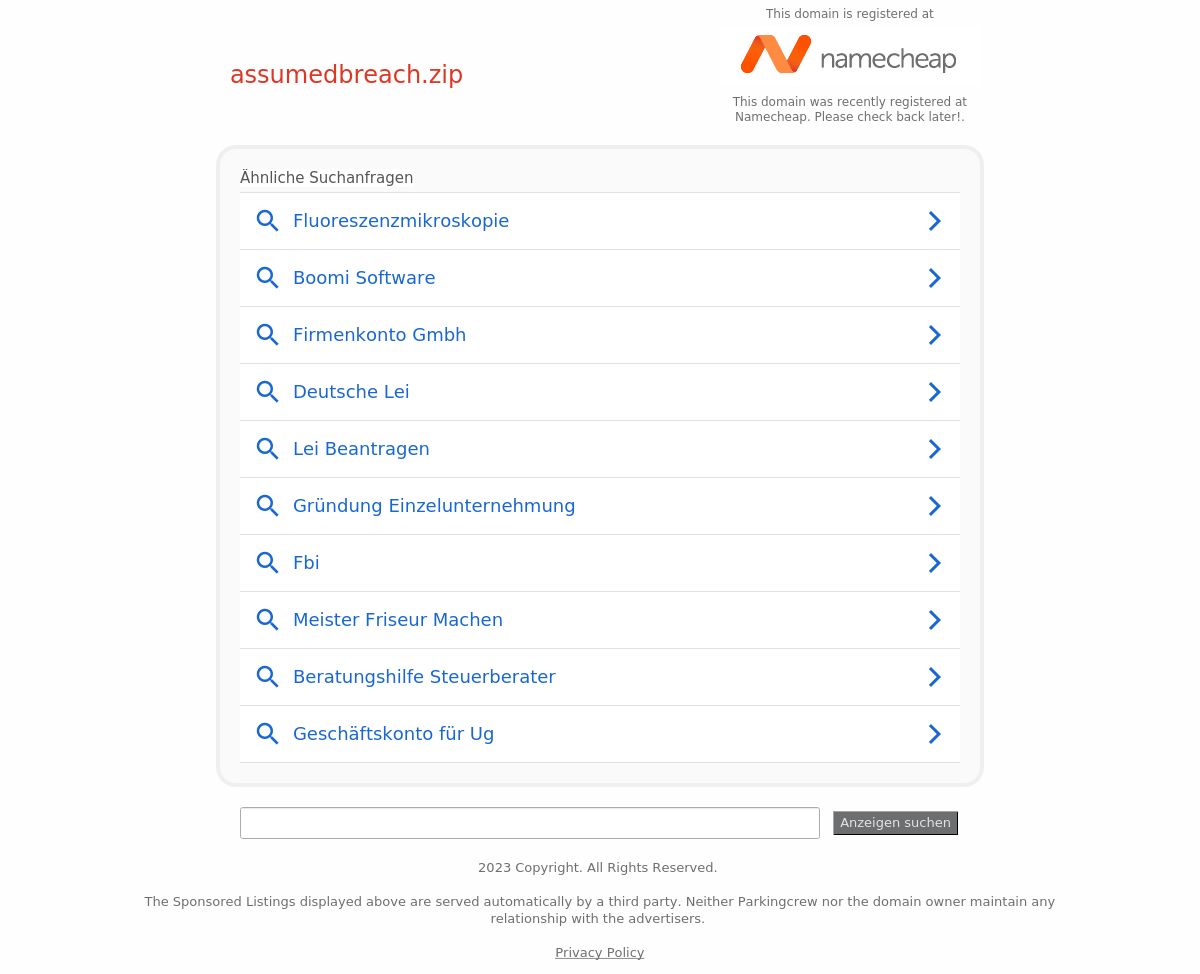 This domain is registered at
namecheap
assumedbreach.zip
This domain was recently registered at
Namecheap. Please check back later!.
Ähnliche Suchanfragen
Fluoreszenzmikroskopie
Boomi Software
Firmenkonto Gmbh
Deutsche Lei
Lei Beantragen
Gründung Einzelunternehmung
Fbi
Meister Friseur Machen
Beratungshilfe Steuerberater
Geschäftskonto für Ug
Anzeigen suchen
2023 Copyright. All Rights Reserved.
The Sponsored Listings displayed above are served automatically by a third party. Neither Parkingcrew nor the domain owner maintain any
relationship with the advertisers.
Privacy Policy